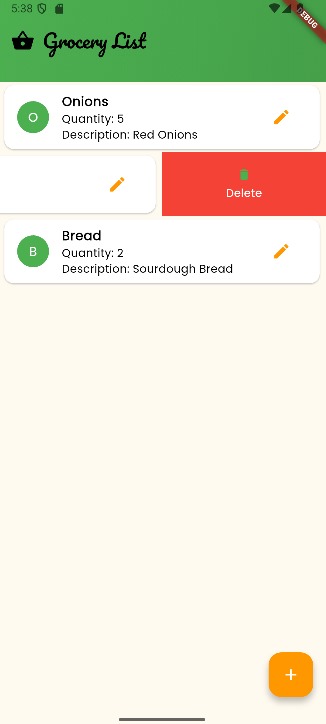 5:38
DEBUG
Grocery List
O
Onions
Quantity: 5
Description: Red Onions
Delete
B
Bread
Quantity: 2
Description: Sourdough Bread
+